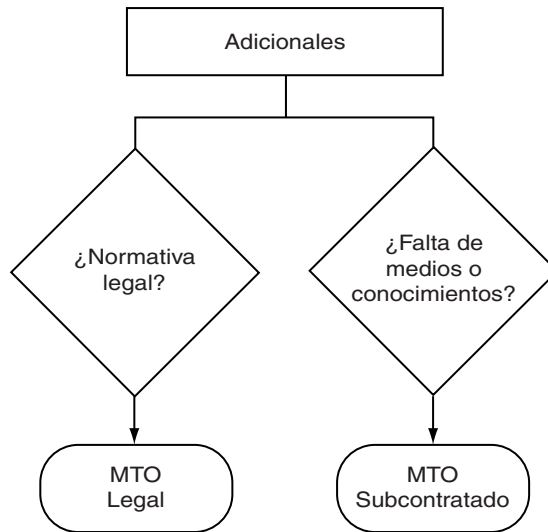 Adicionales
¿Normativa
legal?
¿Falta de
medios o
conocimientos?
MTO
Legal
MTO
Subcontratado